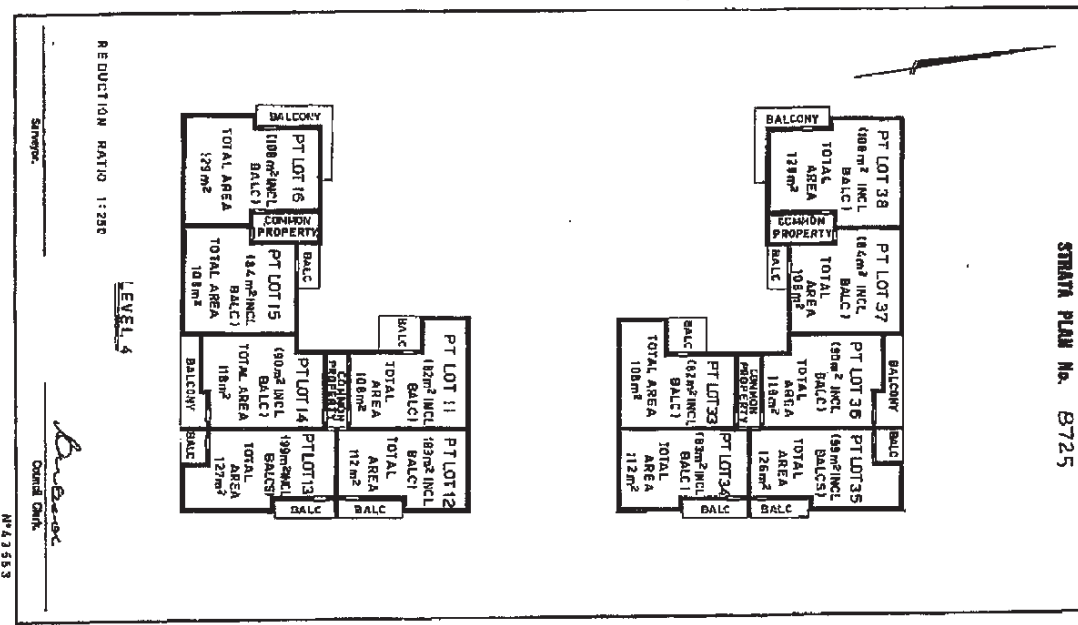 STRATA PLAN No. 8725
BALCONY
PT LOT 38
(108m² INCL
BALC)
TOTAL
AREA
COMMON
PROPERTY
PT LOT 37
(84m² INCL
BALC)
TOTAL
AREA
108m²
BALC
BALCONY
PT LOT 36
(90m² INCL
BALC)
TOTAL
AREA
118m²
BALC
PT LOT 35
(99m² INCL
BALCS)
TOTAL
AREA
126m²
BALC
COMMON
PROPERTY
BALC
PT LOT 33
(82m² INCL
BALC)
TOTAL AREA
108m²
PT LOT 34
(83m² INCL
BALC)
TOTAL
AREA
112m²
BALC
BALCONY
PT LOT 16
(108m² INCL
BALC)
TOTAL AREA
129m²
COMMON
PROPERTY
PT LOT 15
(84m² INCL
BALC)
TOTAL AREA
108m²
BALC
BALC
PT LOT 11
(82m² INCL
BALC)
TOTAL
AREA
108m²
PT LOT 12
(83m² INCL
BALC)
TOTAL
AREA
112m²
BALC
COMMON
PROPERTY
PT LOT 14
(90m² INCL
BALC)
TOTAL AREA
118m²
BALCONY
PT LOT 13
(99m² INCL
BALCS)
TOTAL
AREA
127m²
BALC
BALC
LEVEL 4
REDUCTION RATIO 1:250
Surveyor.
Council Clerk.